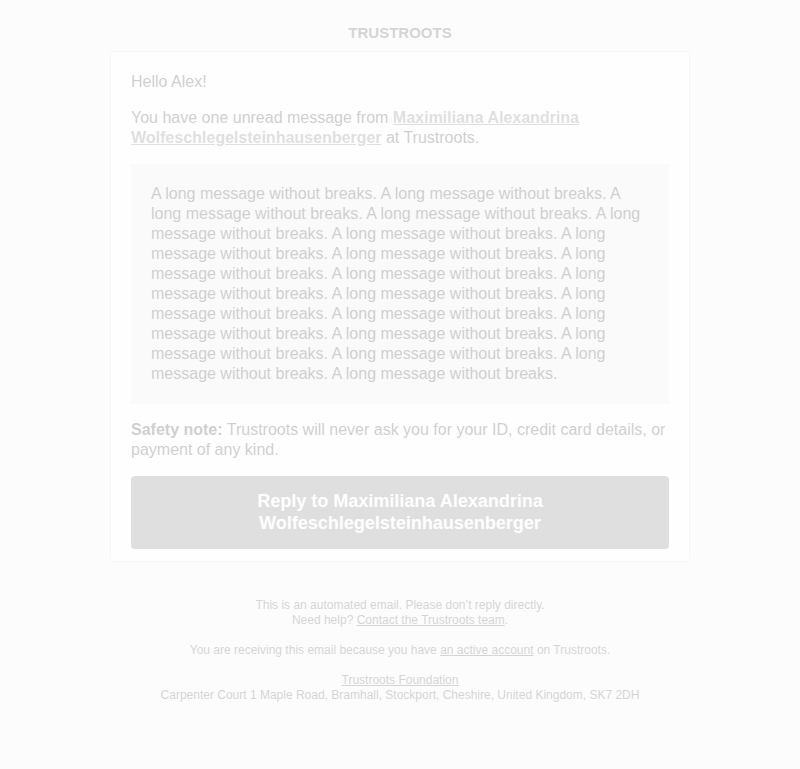 TRUSTROOTS
Hello Alex!
You have one unread message from Maximiliana Alexandrina
Wolfeschlegelsteinhausenberger at Trustroots.
A long message without breaks. A long message without breaks. A
long message without breaks. A long message without breaks. A long
message without breaks. A long message without breaks. A long
message without breaks. A long message without breaks. A long
message without breaks. A long message without breaks. A long
message without breaks. A long message without breaks. A long
message without breaks. A long message without breaks. A long
message without breaks. A long message without breaks. A long
message without breaks. A long message without breaks. A long
message without breaks. A long message without breaks.
Safety note: Trustroots will never ask you for your ID, credit card details, or
payment of any kind.
Reply to Maximiliana Alexandrina
Wolfeschlegelsteinhausenberger
This is an automated email. Please don’t reply directly.
Need help? Contact the Trustroots team.
You are receiving this email because you have an active account on Trustroots.
Trustroots Foundation
Carpenter Court 1 Maple Road, Bramhall, Stockport, Cheshire, United Kingdom, SK7 2DH